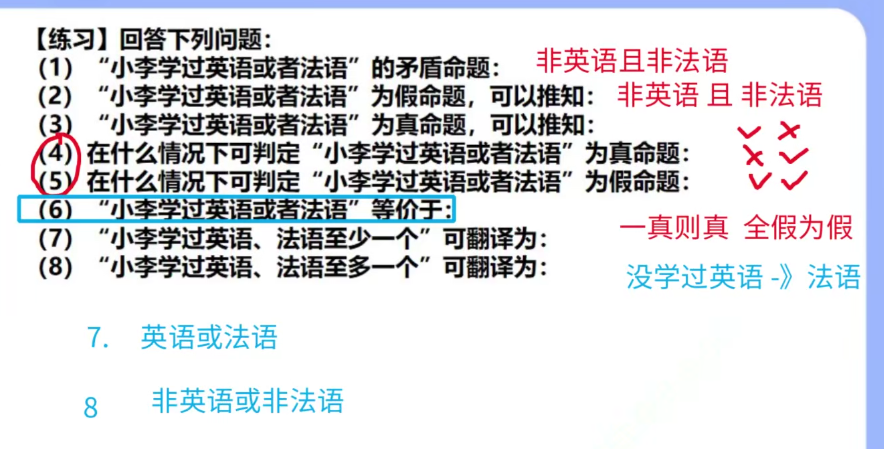 【练习】回答下列问题：
（1）“小李学过英语或者法语”的矛盾命题： 非英语且非法语
（2）“小李学过英语或者法语”为假命题，可以推知： 非英语 且 非法语
（3）“小李学过英语或者法语”为真命题，可以推知：
（4）在什么情况下可判定“小李学过英语或者法语”为真命题：
（5）在什么情况下可判定“小李学过英语或者法语”为假命题：
（6）“小李学过英语或者法语”等价于：
一真则真 全假为假
（7）“小李学过英语、法语至少一个”可翻译为：
（8）“小李学过英语、法语至多一个”可翻译为：
没学过英语 -》法语
7. 英语或法语
8 非英语或非法语